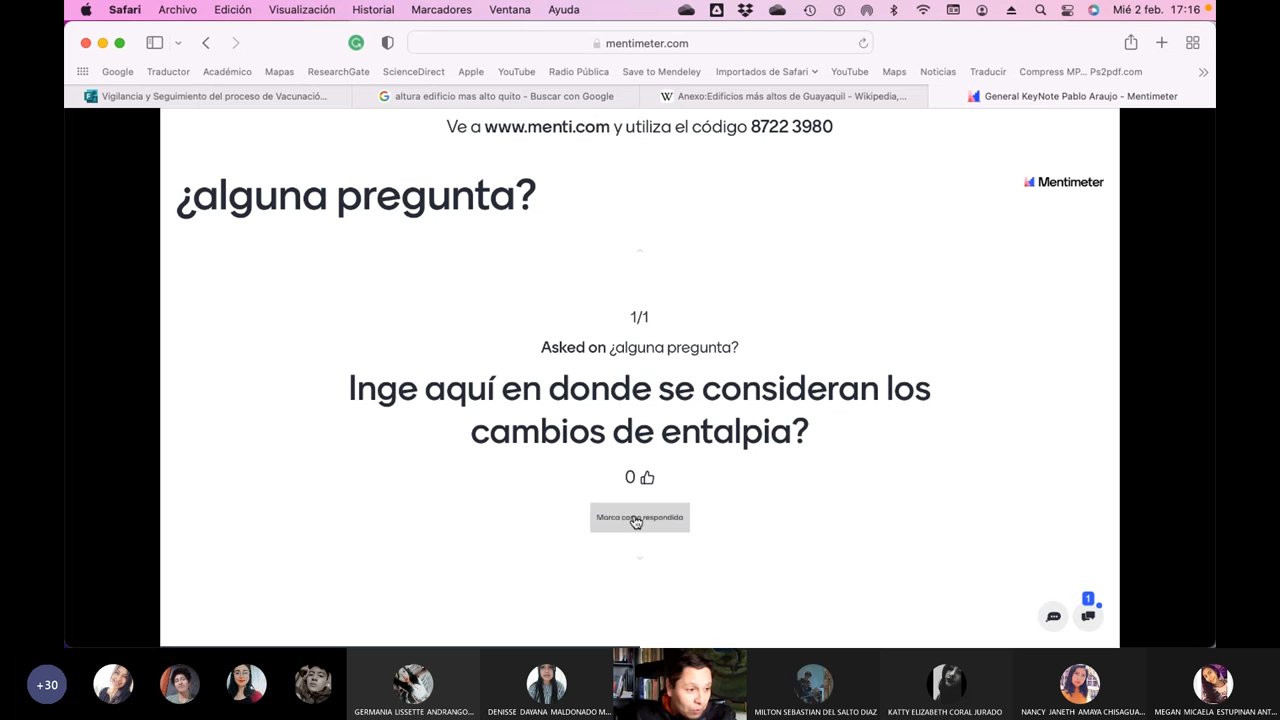 Safari Archivo Edición Visualización Historial Marcadores Ventana Ayuda Mié 2 feb. 17:16
mentimeter.com
Google Traductor Académico Mapas ResearchGate ScienceDirect Apple YouTube Radio Pública Save to Mendeley Importados de Safari YouTube Maps Noticias Traducir Compress MP... Ps2pdf.com
Vigilancia y Seguimiento del proceso de Vacunació... altura edificio mas alto quito - Buscar con Google Anexo:Edificios más altos de Guayaquil - Wikipedia,... General KeyNote Pablo Araujo - Mentimeter
Ve a www.menti.com y utiliza el código 8722 3980
¿alguna pregunta?
Mentimeter
1/1
Asked on ¿alguna pregunta?
Inge aquí en donde se consideran los
cambios de entalpia?
0
Marca como respondida
1
+30
GERMANIA LISSETTE ANDRANGO... DENISSE DAYANA MALDONADO M... MILTON SEBASTIAN DEL SALTO DIAZ KATTY ELIZABETH CORAL JURADO NANCY JANETH AMAYA CHISAGUA... MEGAN MICAELA ESTUPINAN ANT...